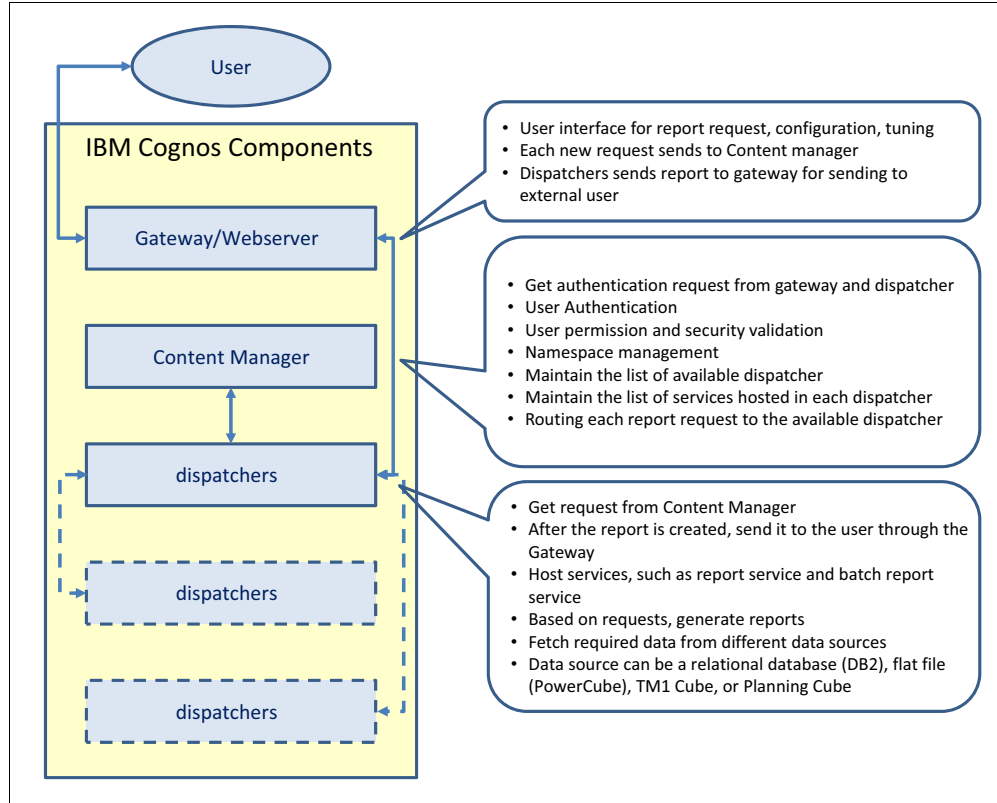 User
IBM Cognos Components
Gateway/Webserver
Content Manager
dispatchers
dispatchers
dispatchers
• User interface for report request, configuration, tuning
• Each new request sends to Content manager
• Dispatchers sends report to gateway for sending to
external user
• Get authentication request from gateway and dispatcher
• User Authentication
• User permission and security validation
• Namespace management
• Maintain the list of available dispatcher
• Maintain the list of services hosted in each dispatcher
• Routing each report request to the available dispatcher
• Get request from Content Manager
• After the report is created, send it to the user through the
Gateway
• Host services, such as report service and batch report
service
• Based on requests, generate reports
• Fetch required data from different data sources
• Data source can be a relational database (DB2), flat file
(PowerCube), TM1 Cube, or Planning Cube